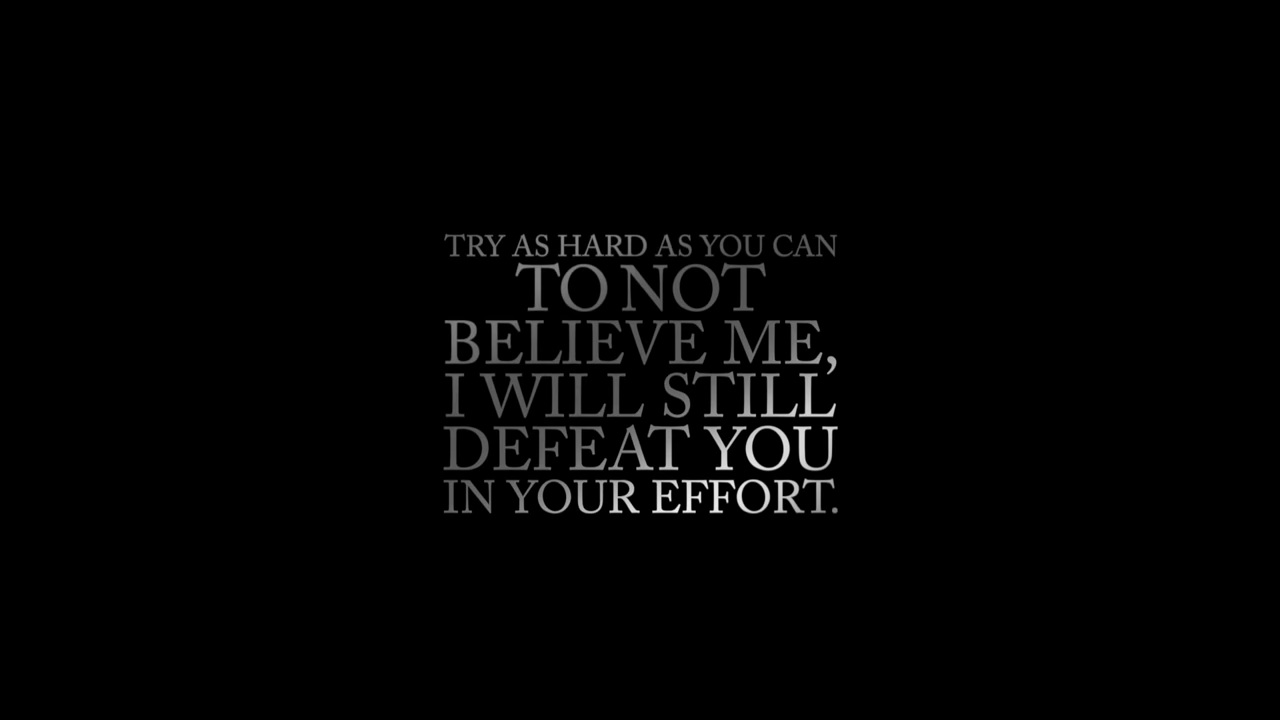 TRY AS HARD AS YOU CAN
TO NOT
BELIEVE ME,
I WILL STILL
DEFEAT YOU
IN YOUR EFFORT.